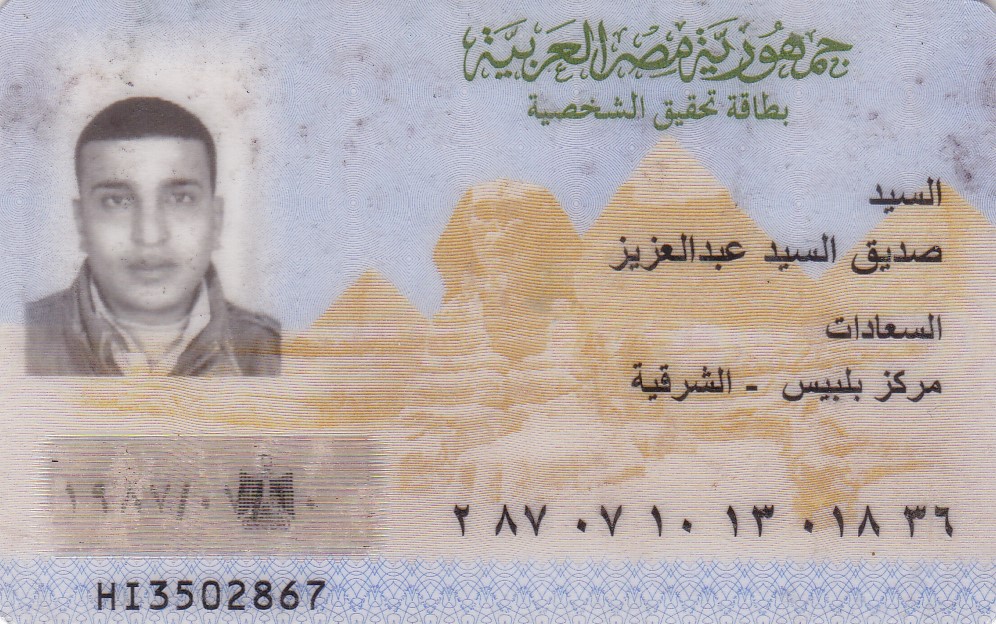 جمهورية مصر العربية
بطاقة تحقيق الشخصية
السيد
صديق السيد عبدالعزيز
السعادات
مركز بلبيس - الشرقية
٢ ٨٧ ٠٧ ١٠ ١٣ ٠١٨ ٣٦
١٩٨٧/٠٧/١٠
HI3502867